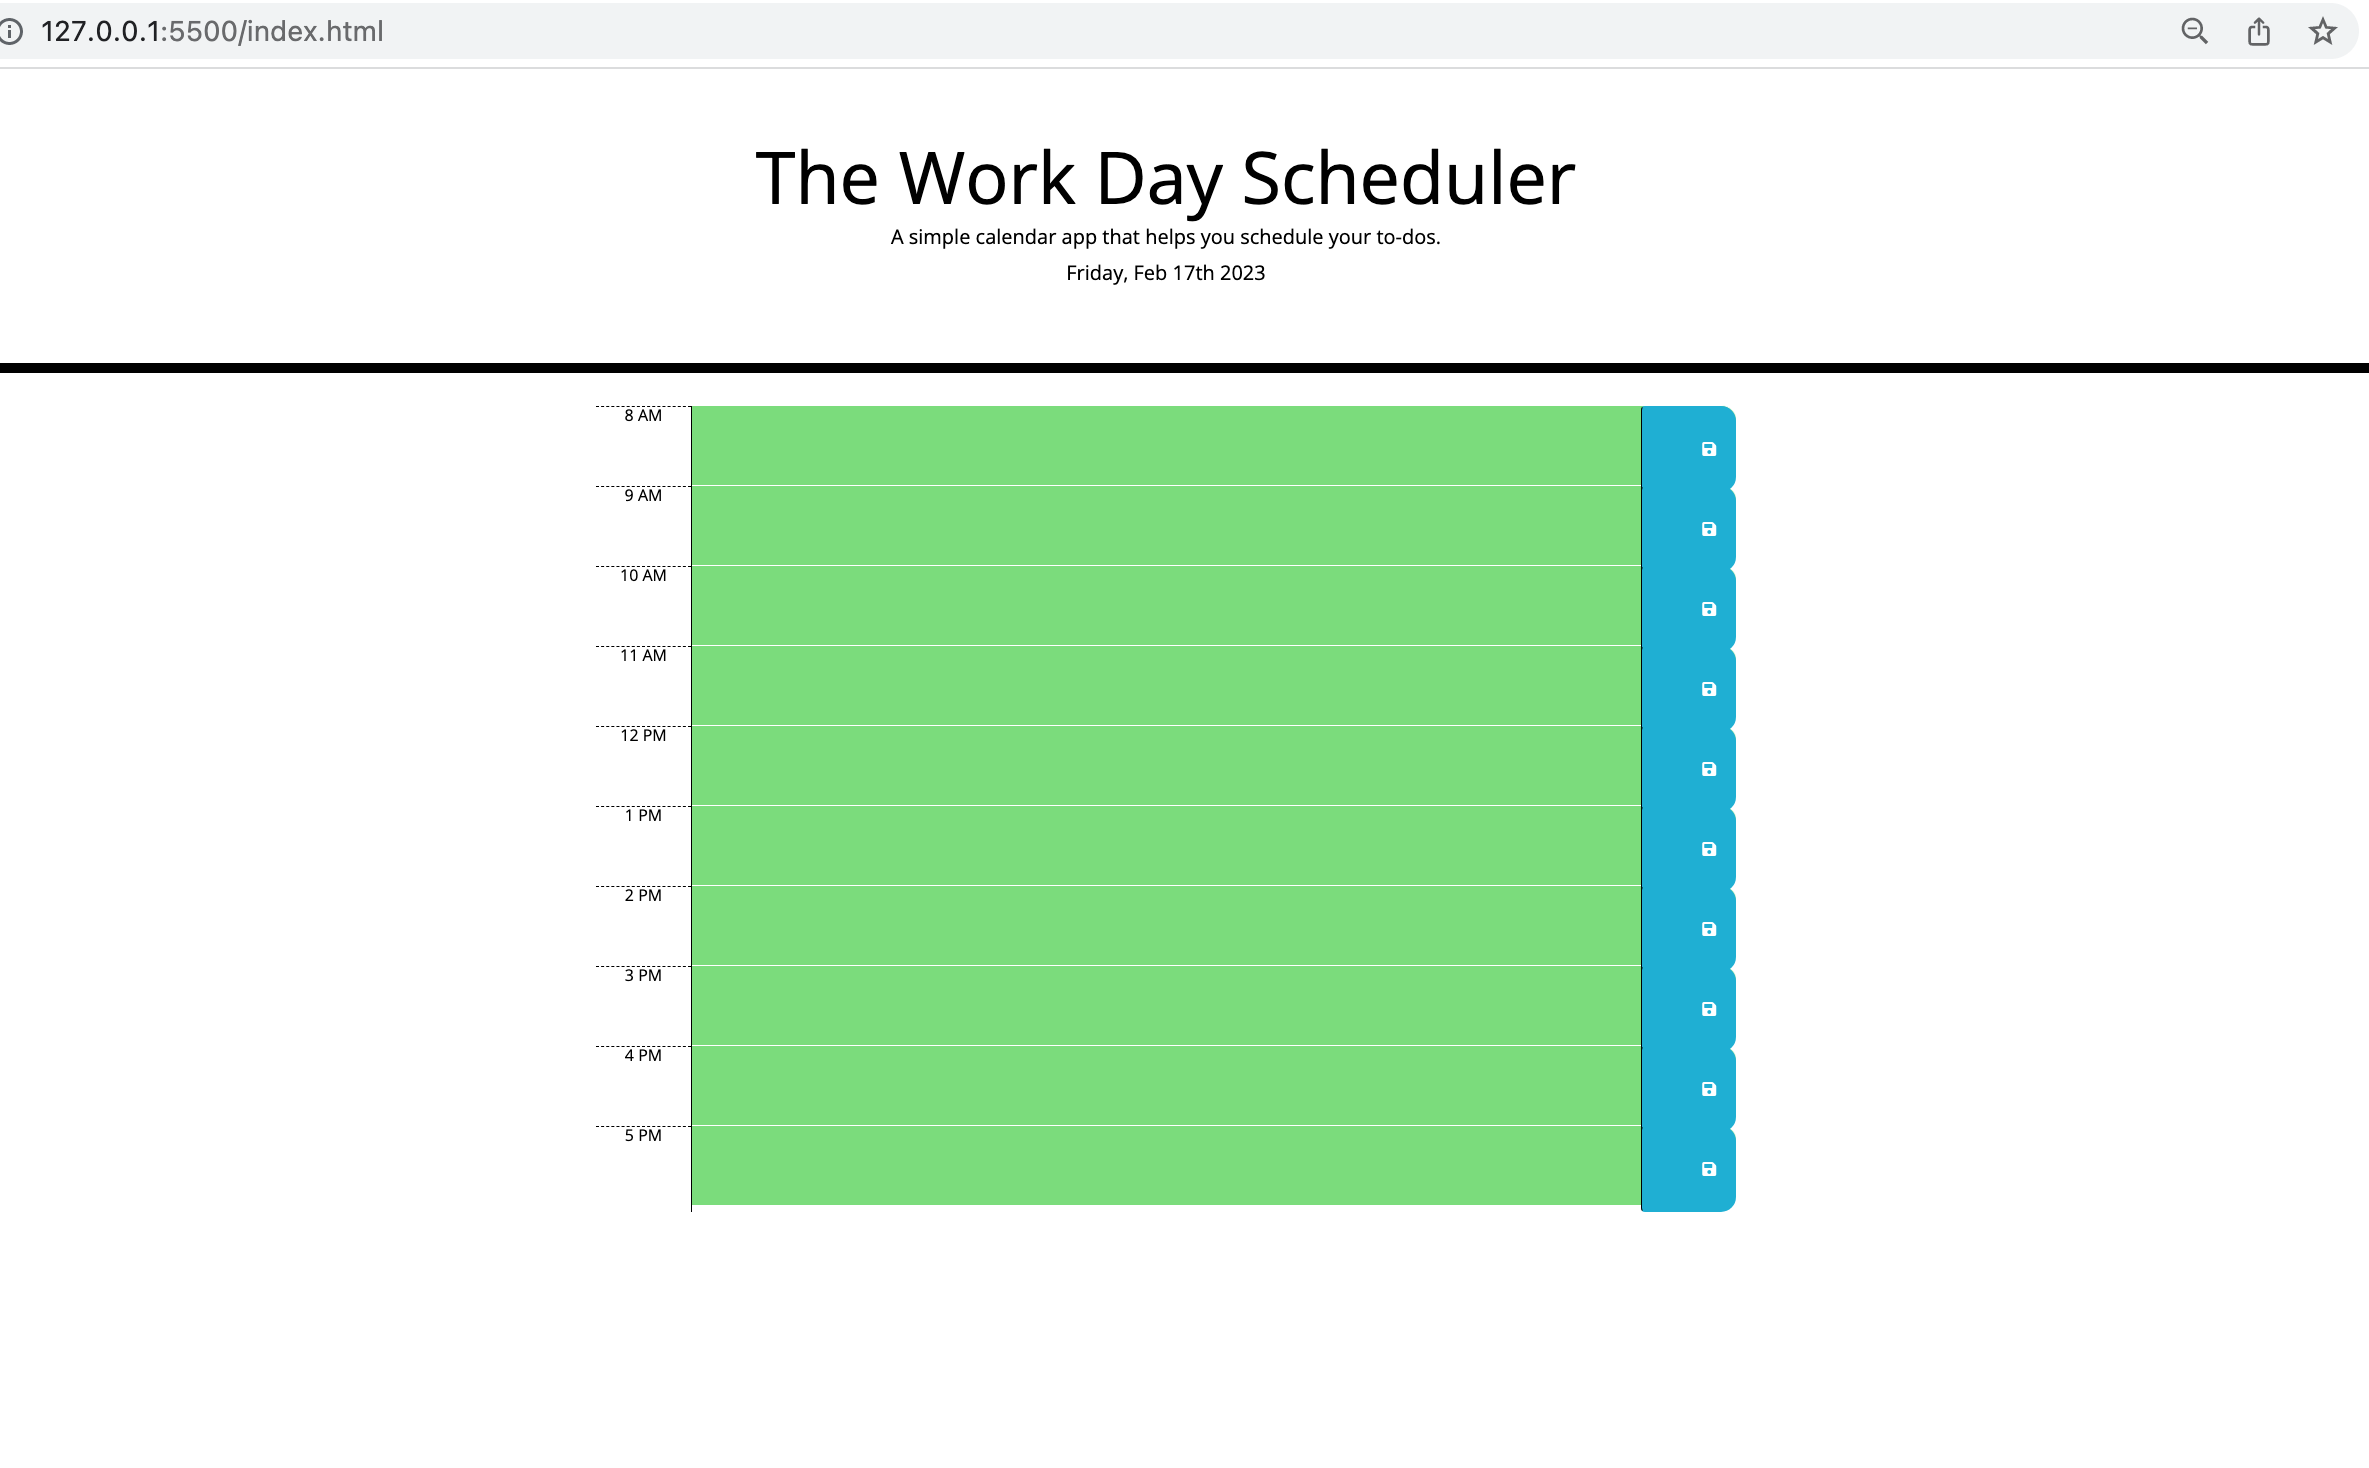 127.0.0.1:5500/index.html
The Work Day Scheduler
A simple calendar app that helps you schedule your to-dos.
Friday, Feb 17th 2023
8 AM
9 AM
10 AM
11 AM
12 PM
1 PM
2 PM
3 PM
4 PM
5 PM